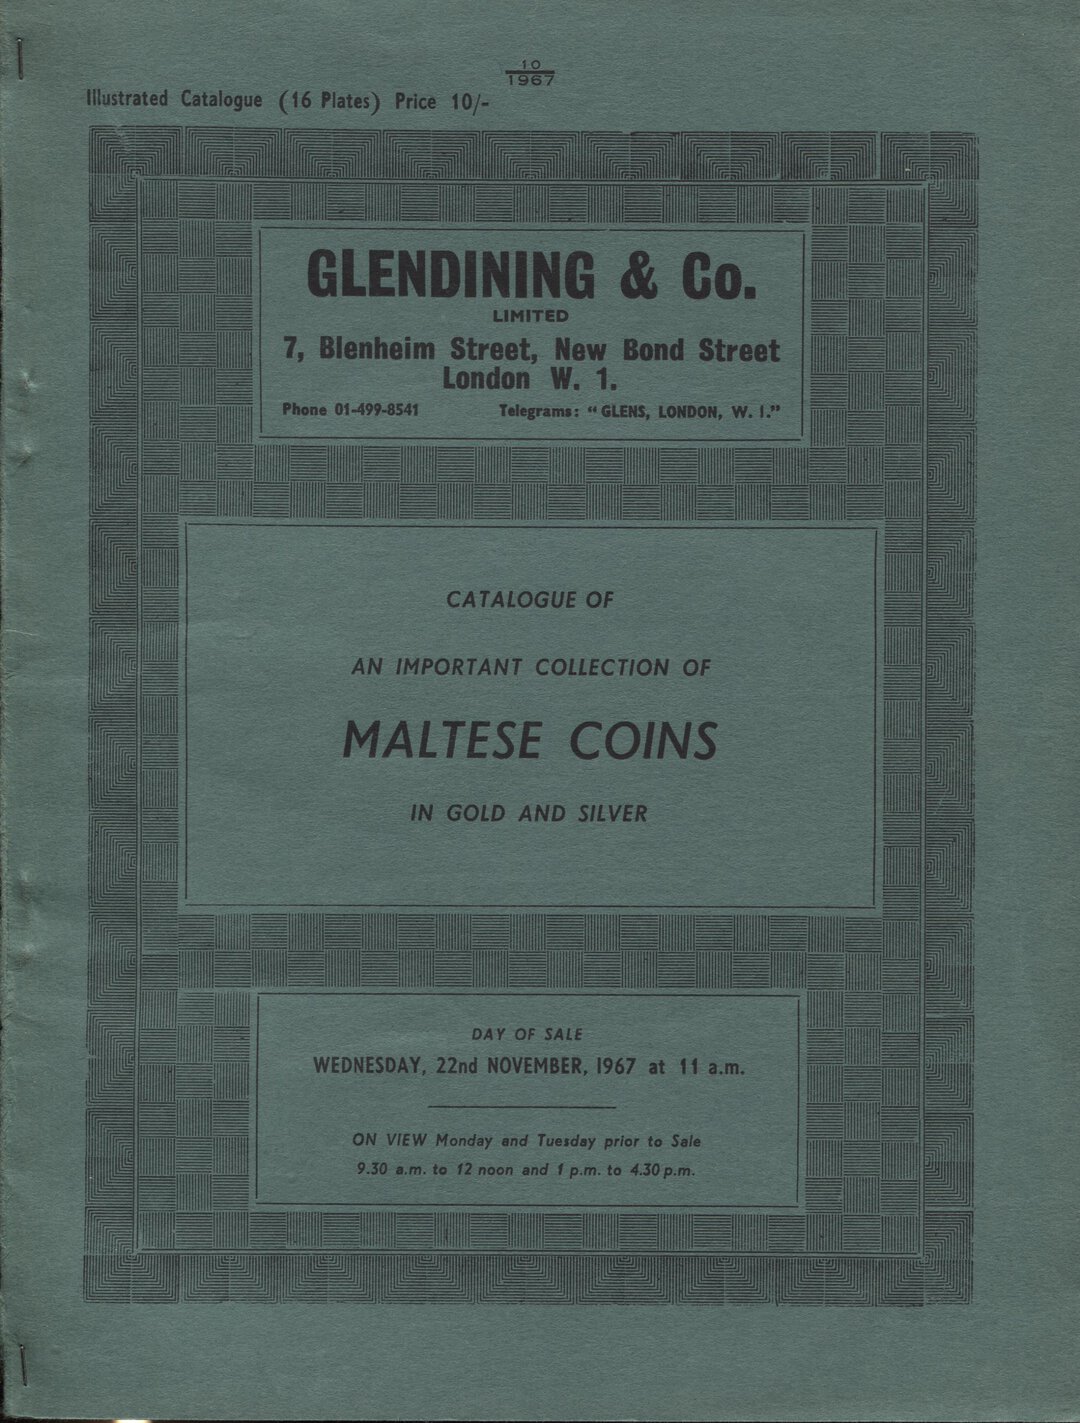 10
1967
Illustrated Catalogue (16 Plates) Price 10/-
GLENDINING & Co.
LIMITED
7, Blenheim Street, New Bond Street
London W. 1.
Phone 01-499-8541 Telegrams: "GLENS, LONDON, W. 1."
CATALOGUE OF
AN IMPORTANT COLLECTION OF
MALTESE COINS
IN GOLD AND SILVER
DAY OF SALE
WEDNESDAY, 22nd NOVEMBER, 1967 at 11 a.m.
ON VIEW Monday and Tuesday prior to Sale
9.30 a.m. to 12 noon and 1 p.m. to 4.30 p.m.